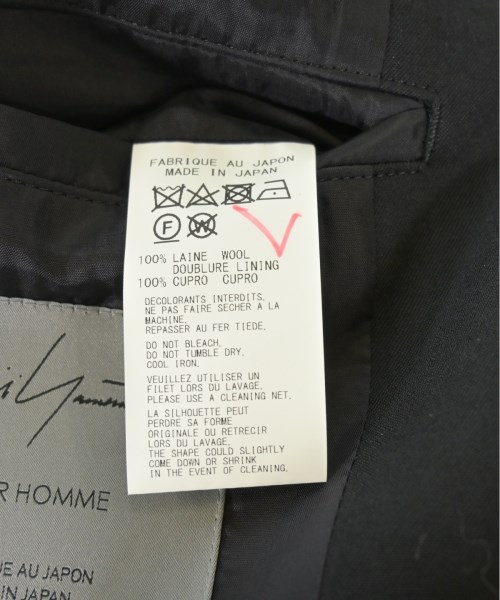 FABRIQUE AU JAPON
MADE IN JAPAN
F W
100% LAINE WOOL
DOUBLURE LINING
100% CUPRO CUPRO
DECOLORANTS INTERDITS.
NE PAS FAIRE SECHER A LA
MACHINE.
REPASSER AU FER TIEDE.
DO NOT BLEACH.
DO NOT TUMBLE DRY.
COOL IRON.
VEUILLEZ UTILISER UN
FILET LORS DU LAVAGE.
PLEASE USE A CLEANING NET.
LA SILHOUETTE PEUT
PERDRE SA FORME
ORIGINALE OU RETRECIR
LORS DU LAVAGE.
THE SHAPE COULD SLIGHTLY
COME DOWN OR SHRINK
IN THE EVENT OF CLEANING.
R HOMME
UE AU JAPON
IN JAPAN